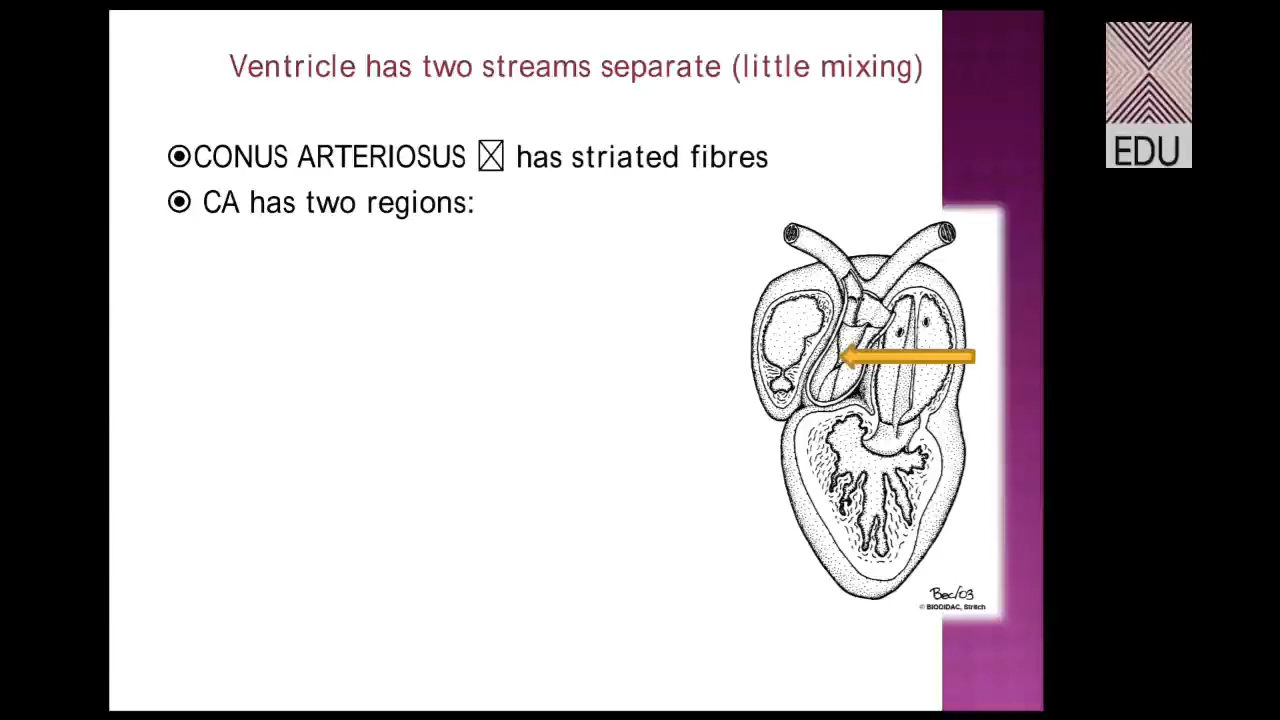 Ventricle has two streams separate (little mixing)
CONUS ARTERIOSUS has striated fibres
CA has two regions:
EDU
Bec/03
© BIODIDAC, Stritch